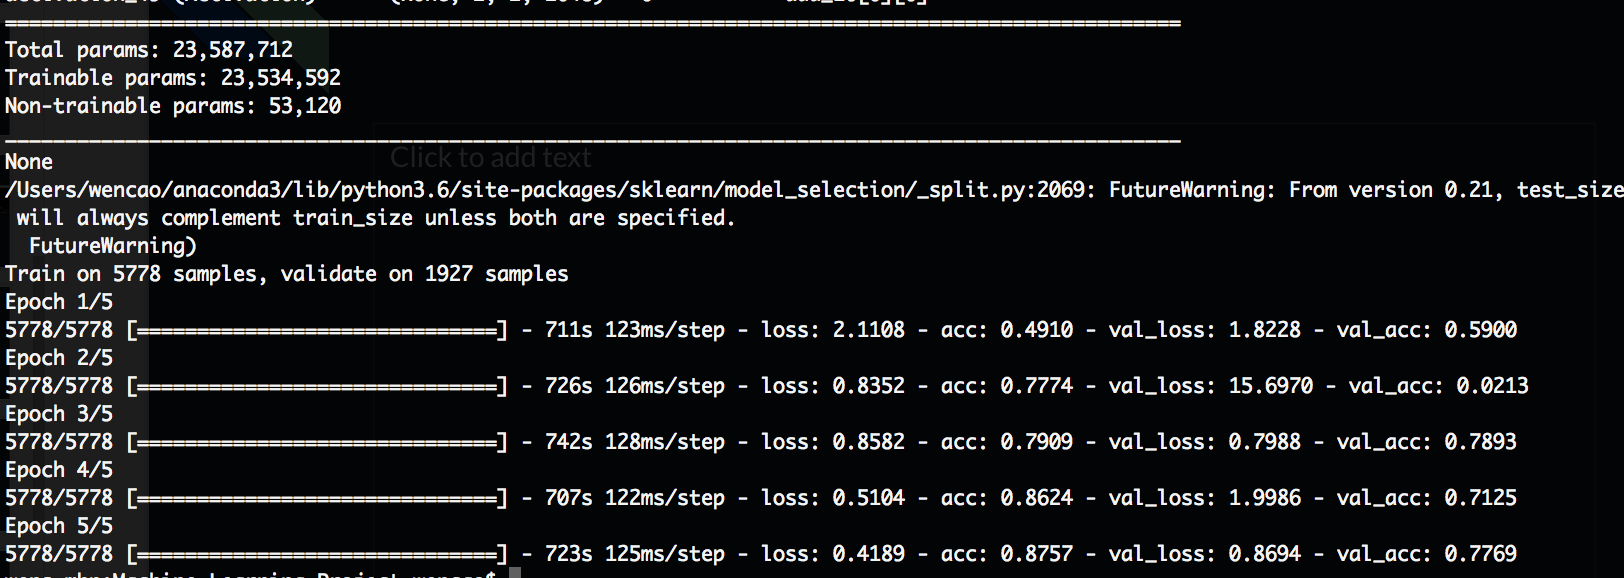 Total params: 23,587,712
Trainable params: 23,534,592
Non-trainable params: 53,120
None
Click to add text
/Users/wencao/anaconda3/lib/python3.6/site-packages/sklearn/model_selection/_split.py:2069: FutureWarning: From version 0.21, test_size
will always complement train_size unless both are specified.
FutureWarning)
Train on 5778 samples, validate on 1927 samples
Epoch 1/5
5778/5778 [==============================] - 711s 123ms/step - loss: 2.1108 - acc: 0.4910 - val_loss: 1.8228 - val_acc: 0.5900
Epoch 2/5
5778/5778 [==============================] - 726s 126ms/step - loss: 0.8352 - acc: 0.7774 - val_loss: 15.6970 - val_acc: 0.0213
Epoch 3/5
5778/5778 [==============================] - 742s 128ms/step - loss: 0.8582 - acc: 0.7909 - val_loss: 0.7988 - val_acc: 0.7893
Epoch 4/5
5778/5778 [==============================] - 707s 122ms/step - loss: 0.5104 - acc: 0.8624 - val_loss: 1.9986 - val_acc: 0.7125
Epoch 5/5
5778/5778 [==============================] - 723s 125ms/step - loss: 0.4189 - acc: 0.8757 - val_loss: 0.8694 - val_acc: 0.7769